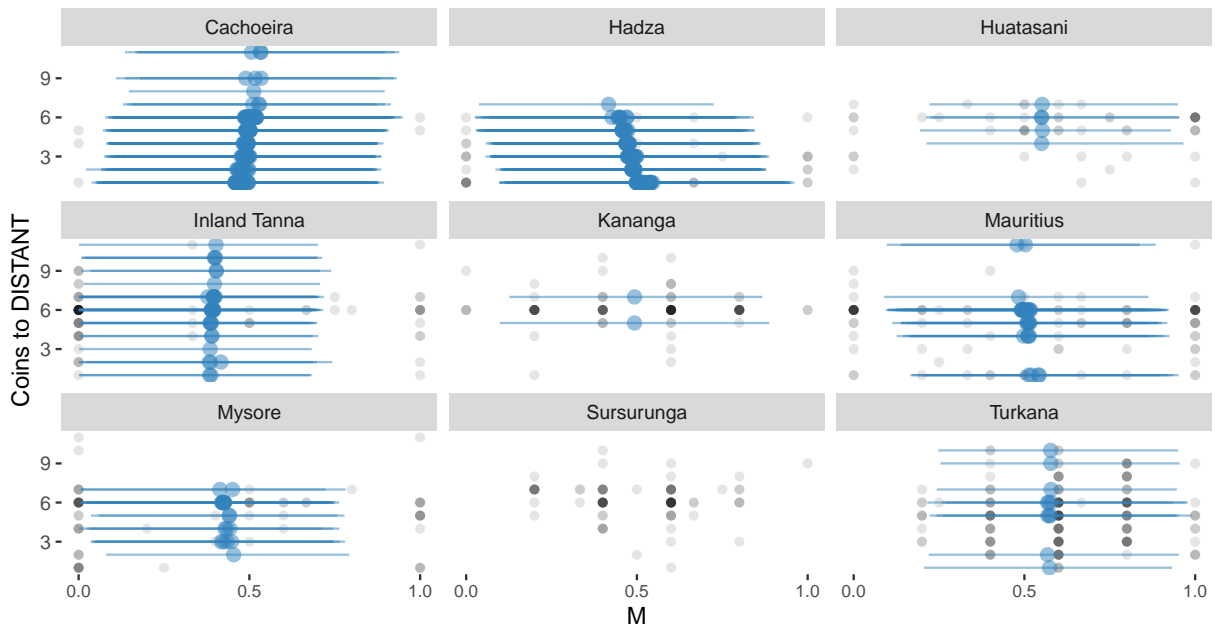 Cachoeira Hadza Huatasani
9
6
3
Inland Tanna Kananga Mauritius
9
6
3
Coins to DISTANT
Mysore Sursurunga Turkana
9
6
3
0.0 0.5 1.0 0.0 0.5 1.0 0.0 0.5 1.0
M